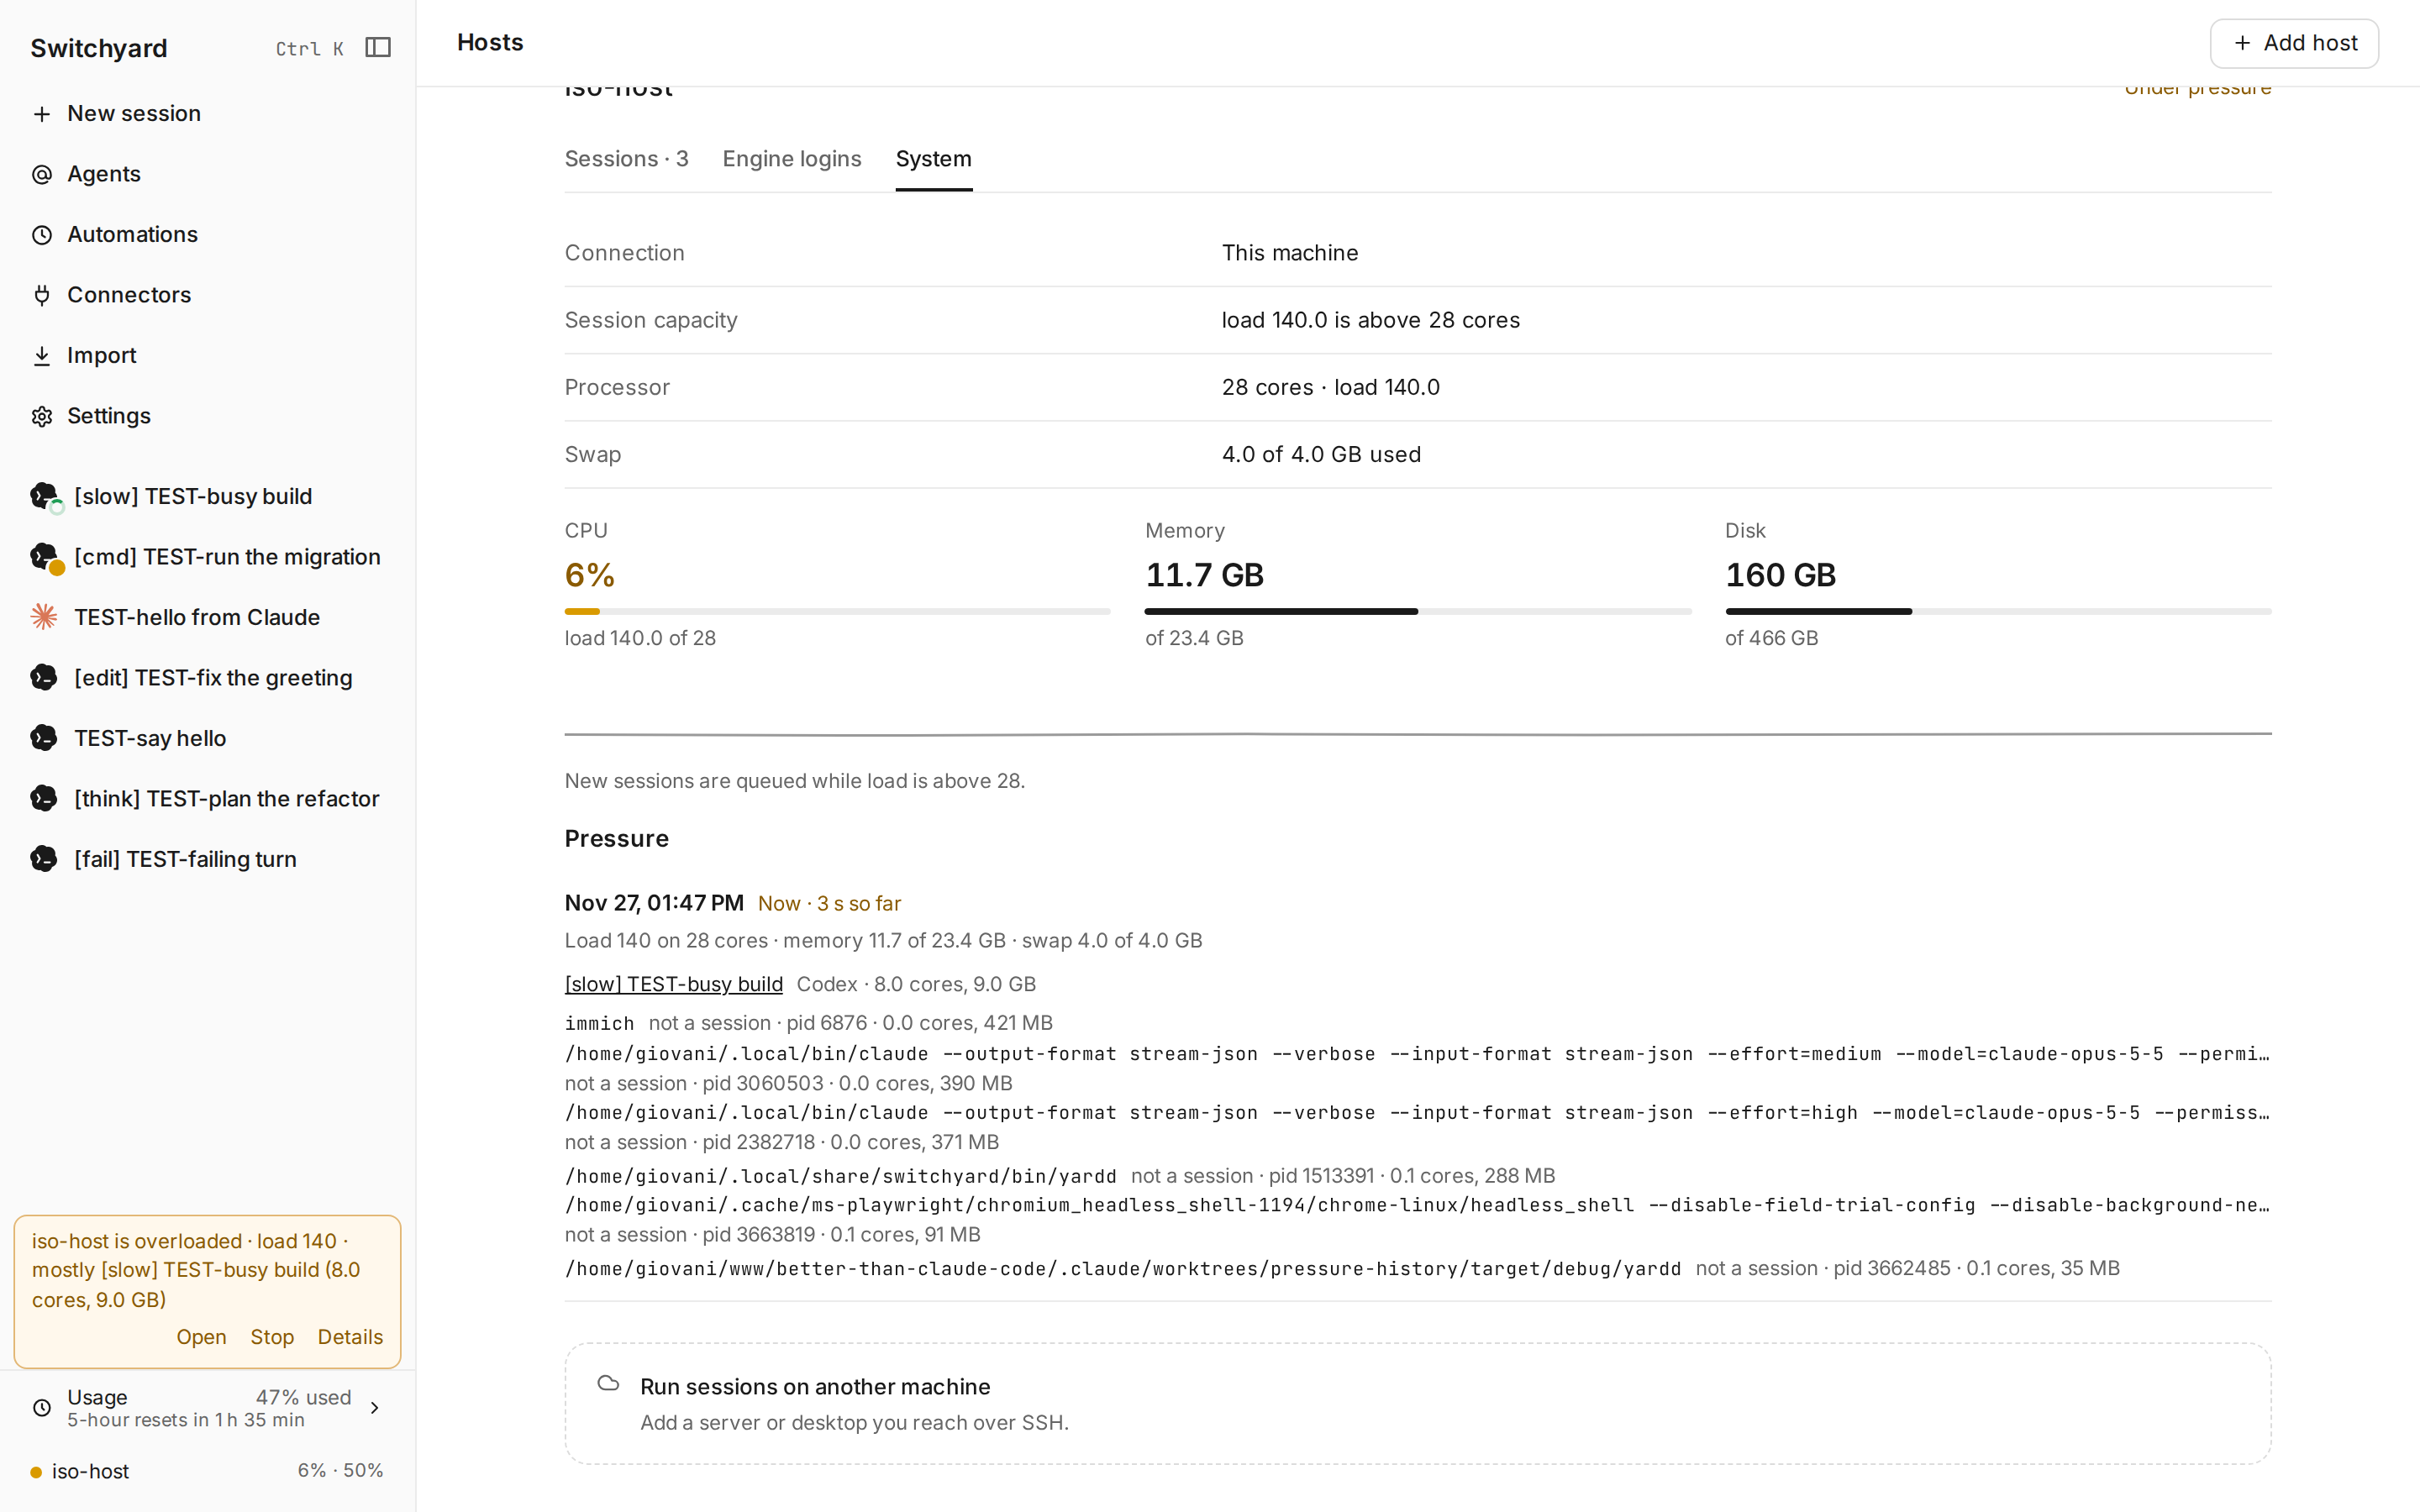 Switchyard
Ctrl K
New session
Agents
Automations
Connectors
Import
Settings
[slow] TEST-busy build
[cmd] TEST-run the migration
TEST-hello from Claude
[edit] TEST-fix the greeting
TEST-say hello
[think] TEST-plan the refactor
[fail] TEST-failing turn
iso-host is overloaded · load 140 ·
mostly [slow] TEST-busy build (8.0
cores, 9.0 GB)
Open Stop Details
Usage 47% used
5-hour resets in 1 h 35 min
iso-host 6% · 50%
Hosts
+ Add host
iso-host Under pressure
Sessions · 3 Engine logins System
Connection This machine
Session capacity load 140.0 is above 28 cores
Processor 28 cores · load 140.0
Swap 4.0 of 4.0 GB used
CPU Memory Disk
6% 11.7 GB 160 GB
load 140.0 of 28 of 23.4 GB of 466 GB
New sessions are queued while load is above 28.
Pressure
Nov 27, 01:47 PM Now · 3 s so far
Load 140 on 28 cores · memory 11.7 of 23.4 GB · swap 4.0 of 4.0 GB
[slow] TEST-busy build Codex · 8.0 cores, 9.0 GB
immich not a session · pid 6876 · 0.0 cores, 421 MB
/home/giovani/.local/bin/claude --output-format stream-json --verbose --input-format stream-json --effort=medium --model=claude-opus-5-5 --permi…
not a session · pid 3060503 · 0.0 cores, 390 MB
/home/giovani/.local/bin/claude --output-format stream-json --verbose --input-format stream-json --effort=high --model=claude-opus-5-5 --permiss…
not a session · pid 2382718 · 0.0 cores, 371 MB
/home/giovani/.local/share/switchyard/bin/yardd not a session · pid 1513391 · 0.1 cores, 288 MB
/home/giovani/.cache/ms-playwright/chromium_headless_shell-1194/chrome-linux/headless_shell --disable-field-trial-config --disable-background-ne…
not a session · pid 3663819 · 0.1 cores, 91 MB
/home/giovani/www/better-than-claude-code/.claude/worktrees/pressure-history/target/debug/yardd not a session · pid 3662485 · 0.1 cores, 35 MB
Run sessions on another machine
Add a server or desktop you reach over SSH.